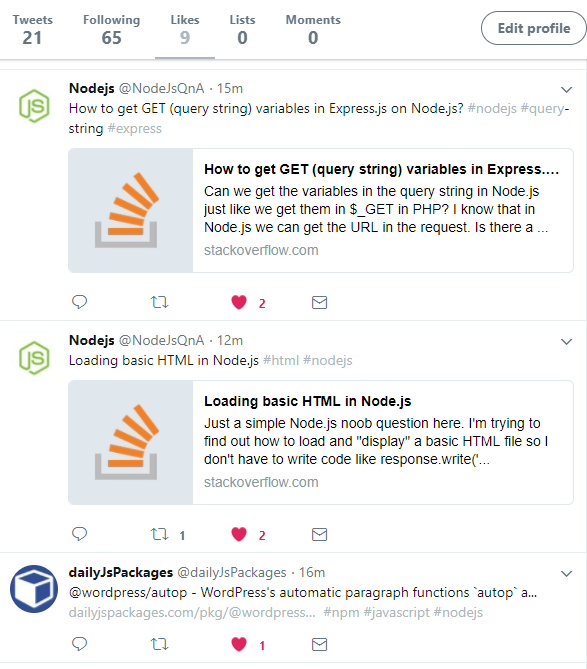 Tweets Following Likes Lists Moments
21 65 9 0 0
Edit profile
Nodejs @NodeJsQnA · 15m
How to get GET (query string) variables in Express.js on Node.js? #nodejs #query-
string #express
How to get GET (query string) variables in Express....
Can we get the variables in the query string in Node.js
just like we get them in $_GET in PHP? I know that in
Node.js we can get the URL in the request. Is there a ...
stackoverflow.com
2
Nodejs @NodeJsQnA · 12m
Loading basic HTML in Node.js #html #nodejs
Loading basic HTML in Node.js
Just a simple Node.js noob question here. I'm trying to
find out how to load and "display" a basic HTML file so I
don't have to write code like response.write('...
stackoverflow.com
1 2
dailyJsPackages @dailyJsPackages · 16m
@wordpress/autop - WordPress's automatic paragraph functions `autop` a...
dailyjspackages.com/pkg/@wordpress... #npm #javascript #nodejs
1